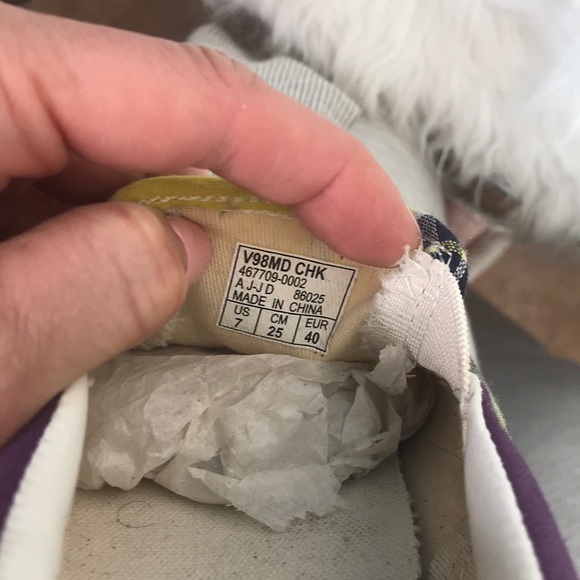 V98MD CHK
467709-0002
A J-J D 86025
MADE IN CHINA
US CM EUR
7 25 40